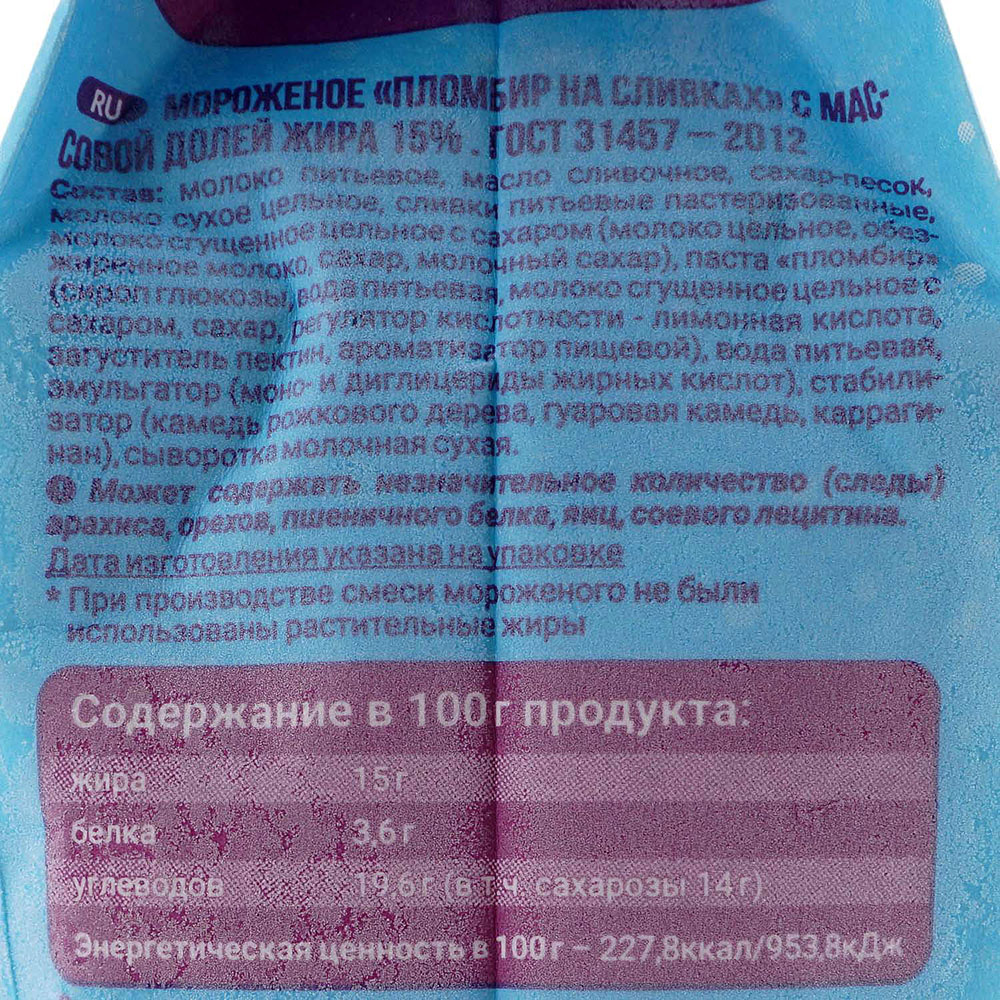 RU МОРОЖЕНОЕ «ПЛОМБИР НА СЛИВКАХ» С МАС-
СОВОЙ ДОЛЕЙ ЖИРА 15% . ГОСТ 31457 — 2012
Состав: молоко питьевое, масло сливочное, сахар-песок,
молоко сухое цельное, сливки питьевые пастеризованные,
молоко сгущенное цельное с сахаром (молоко цельное, обез-
жиренное молоко, сахар, молочный сахар), паста «пломбир»
(сироп глюкозы, вода питьевая, молоко сгущенное цельное с
сахаром, сахар, регулятор кислотности - лимонная кислота,
загуститель пектин, ароматизатор пищевой), вода питьевая,
эмульгатор (моно- и диглицериды жирных кислот), стабили-
затор (камедь рожкового дерева, гуаровая камедь, карраги-
нан), сыворотка молочная сухая.
Может содержать незначительное количество (следы)
арахиса, орехов, пшеничного белка, яиц, соевого лецитина.
Дата изготовления указана на упаковке
* При производстве смеси мороженого не были
использованы растительные жиры
Содержание в 100 г продукта:
жира 15 г
белка 3,6 г
углеводов 19,6 г (в т.ч. сахарозы 14 г)
Энергетическая ценность в 100 г – 227,8ккал/953,8кДж